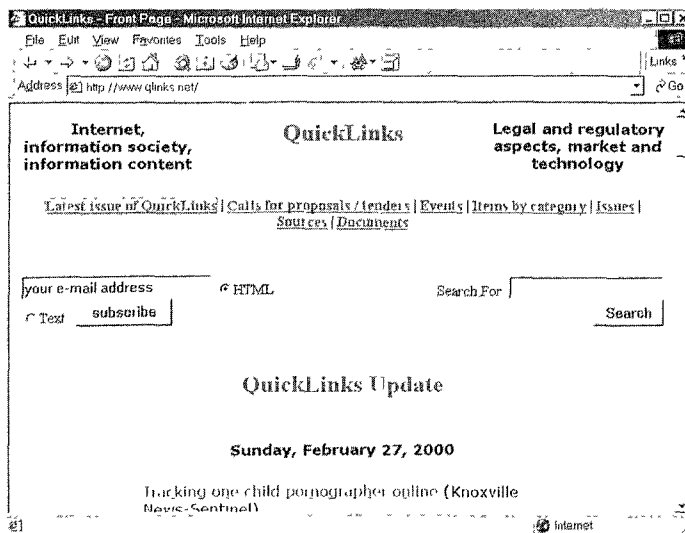 QuickLinks - Front Page - Microsoft Internet Explorer
File Edit View Favorites Tools Help
Links
Address http://www.qlinks.net/ Go
Internet, information society, information content
QuickLinks
Legal and regulatory aspects, market and technology
Latest issue of QuickLinks | Calls for proposals / tenders | Events | Items by category | Issues |
Sources | Documents
your e-mail address HTML Search For
Text subscribe Search
QuickLinks Update
Sunday, February 27, 2000
Tracking one child pornographer online (Knoxville
News-Sentinel)
Internet